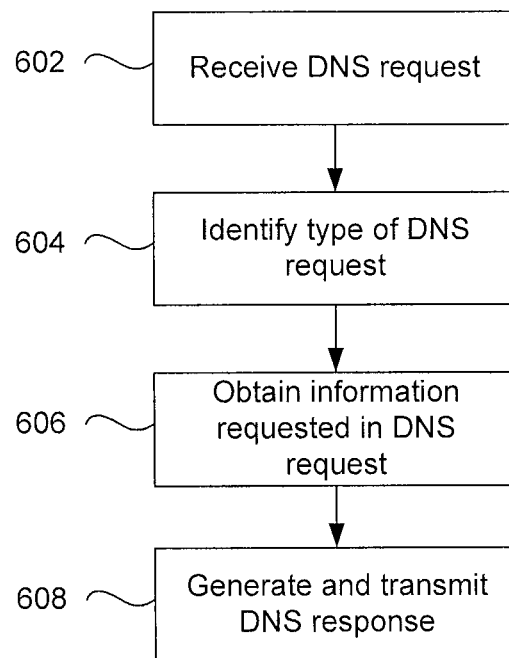 602
Receive DNS request
604
Identify type of DNS
request
606
Obtain information
requested in DNS
request
608
Generate and transmit
DNS response